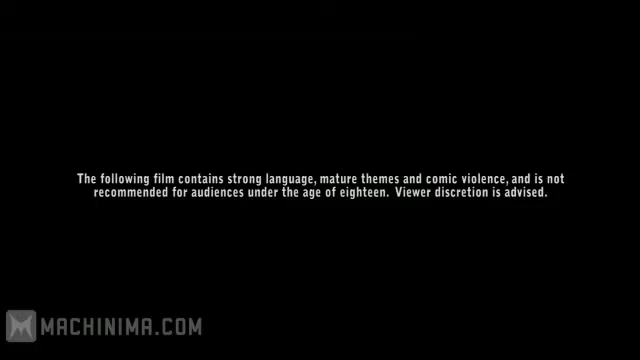 The following film contains strong language, mature themes and comic violence, and is not
recommended for audiences under the age of eighteen. Viewer discretion is advised.
MACHINIMA.COM